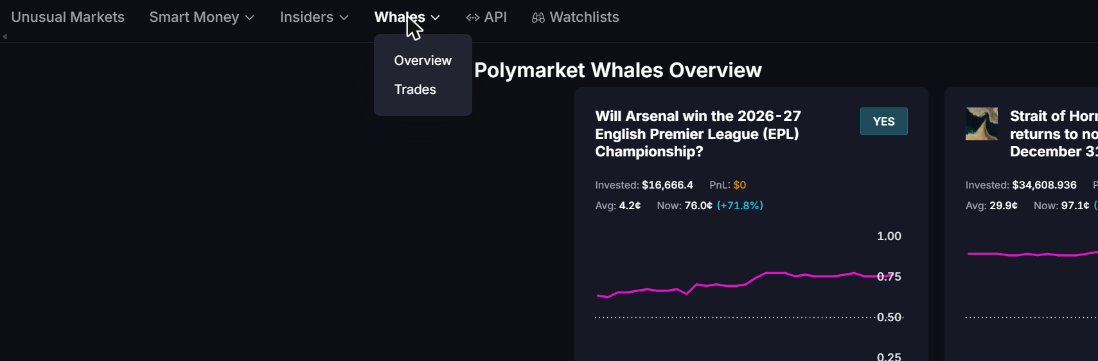 Unusual Markets Smart Money Insiders Whales API Watchlists
Overview
Trades
Polymarket Whales Overview
Will Arsenal win the 2026-27
English Premier League (EPL)
Championship?
YES
Invested: $16,666.4 PnL: $0
Avg: 4.2¢ Now: 76.0¢ (+71.8%)
1.00
0.75
0.50
0.25
Strait of Horm
returns to no
December 31
Invested: $34,608.936 P
Avg: 29.9¢ Now: 97.1¢ (